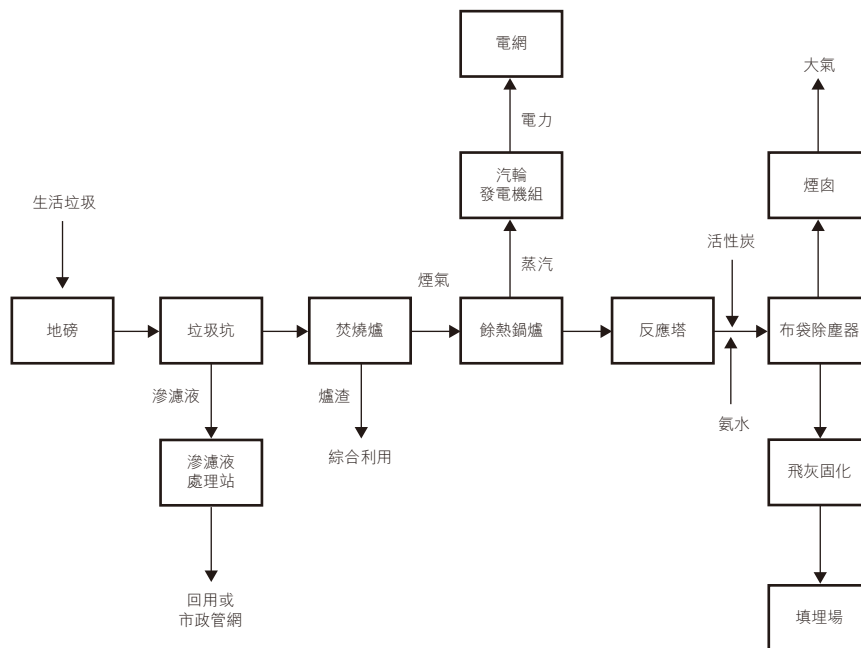 電網
大氣
電力
汽輪
發電機組
煙囱
生活垃圾
活性炭
蒸汽
煙氣
地磅
垃圾坑
焚燒爐
餘熱鍋爐
反應塔
布袋除塵器
滲濾液
爐渣
氨水
綜合利用
滲濾液
處理站
飛灰固化
回用或
市政管網
填埋場